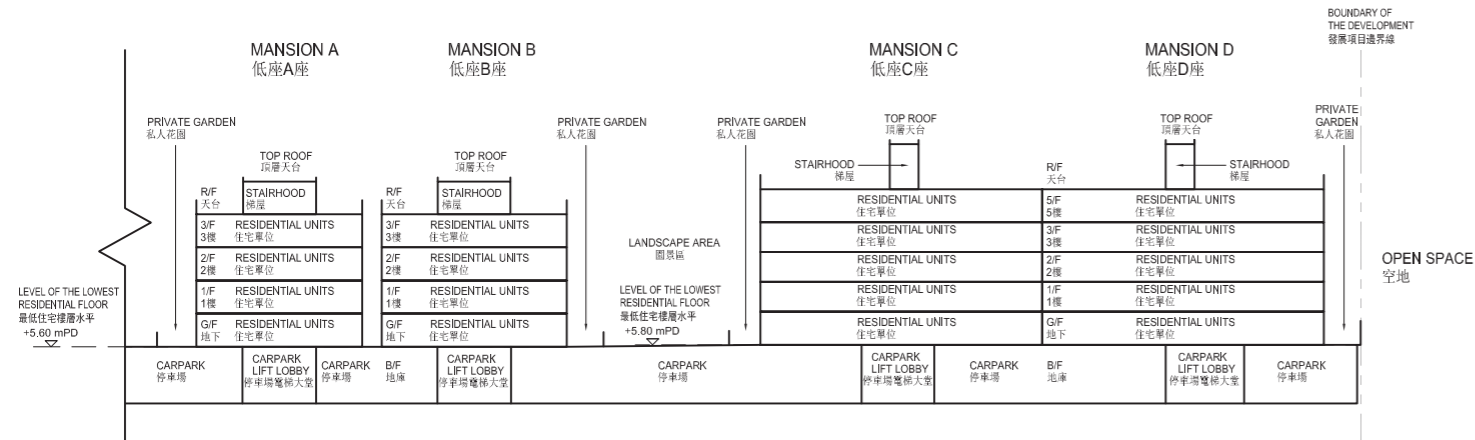 BOUNDARY OF
THE DEVELOPMENT
發展項目邊界線
MANSION A
低座A座
MANSION B
低座B座
MANSION C
低座C座
MANSION D
低座D座
PRIVATE GARDEN
私人花園
PRIVATE GARDEN
私人花園
PRIVATE GARDEN
私人花園
PRIVATE
GARDEN
私人花園
TOP ROOF
頂層天台
TOP ROOF
頂層天台
TOP ROOF
頂層天台
TOP ROOF
頂層天台
STAIRHOOD
梯屋
STAIRHOOD
梯屋
R/F
天台
STAIRHOOD
梯屋
R/F
天台
STAIRHOOD
梯屋
R/F
天台
3/F RESIDENTIAL UNITS
3樓 住宅單位
2/F RESIDENTIAL UNITS
2樓 住宅單位
1/F RESIDENTIAL UNITS
1樓 住宅單位
G/F RESIDENTIAL UNITS
地下 住宅單位
3/F RESIDENTIAL UNITS
3樓 住宅單位
2/F RESIDENTIAL UNITS
2樓 住宅單位
1/F RESIDENTIAL UNITS
1樓 住宅單位
G/F RESIDENTIAL UNITS
地下 住宅單位
LANDSCAPE AREA
園景區
RESIDENTIAL UNITS
住宅單位
RESIDENTIAL UNITS
住宅單位
RESIDENTIAL UNITS
住宅單位
RESIDENTIAL UNITS
住宅單位
RESIDENTIAL UNITS
住宅單位
5/F RESIDENTIAL UNITS
5樓 住宅單位
3/F RESIDENTIAL UNITS
3樓 住宅單位
2/F RESIDENTIAL UNITS
2樓 住宅單位
1/F RESIDENTIAL UNITS
1樓 住宅單位
G/F RESIDENTIAL UNITS
地下 住宅單位
OPEN SPACE
空地
LEVEL OF THE LOWEST
RESIDENTIAL FLOOR
最低住宅樓層水平
+5.60 mPD
LEVEL OF THE LOWEST
RESIDENTIAL FLOOR
最低住宅樓層水平
+5.80 mPD
CARPARK
停車場
CARPARK
LIFT LOBBY
停車場電梯大堂
CARPARK
停車場
B/F
地庫
CARPARK
LIFT LOBBY
停車場電梯大堂
CARPARK
停車場
CARPARK
LIFT LOBBY
停車場電梯大堂
CARPARK
停車場
B/F
地庫
CARPARK
LIFT LOBBY
停車場電梯大堂
CARPARK
停車場